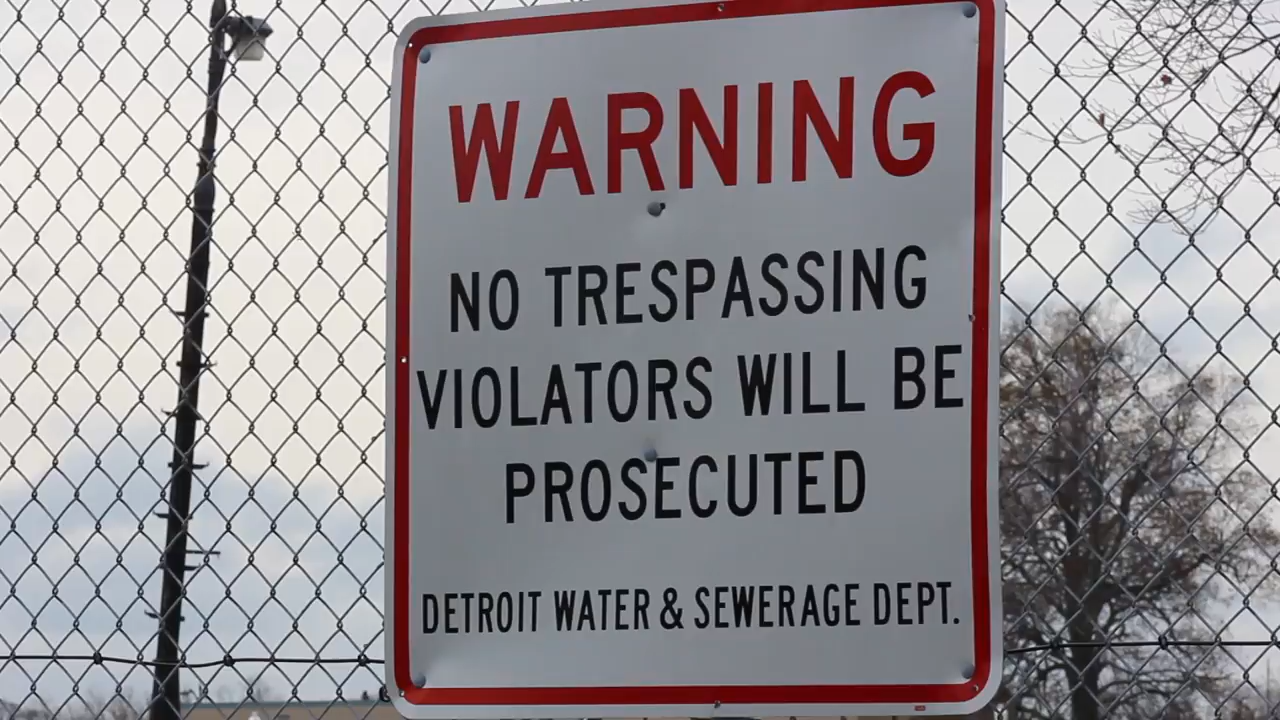 WARNING
NO TRESPASSING
VIOLATORS WILL BE
PROSECUTED
DETROIT WATER & SEWERAGE DEPT.